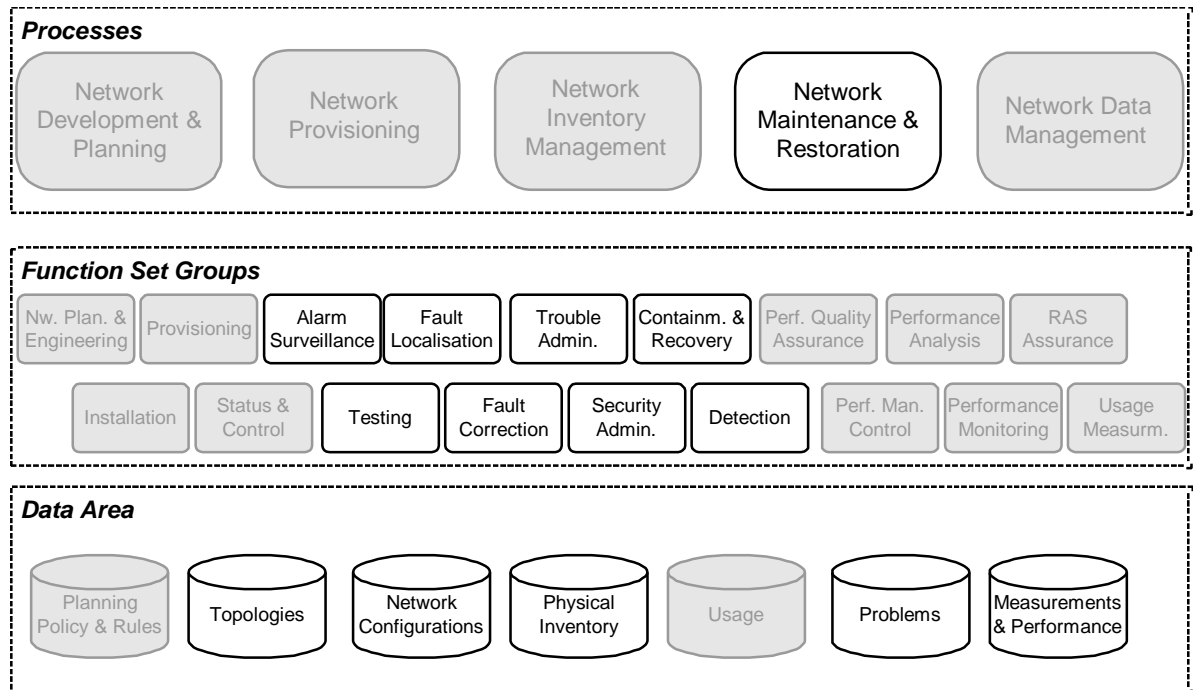 Processes
Network
Development &
Planning
Network
Provisioning
Network
Inventory
Management
Network
Maintenance &
Restoration
Network Data
Management
Function Set Groups
Nw. Plan. &
Engineering
Provisioning
Alarm
Surveillance
Fault
Localisation
Trouble
Admin.
Containm. &
Recovery
Perf. Quality
Assurance
Performance
Analysis
RAS
Assurance
Installation
Status &
Control
Testing
Fault
Correction
Security
Admin.
Detection
Perf. Man.
Control
Performance
Monitoring
Usage
Measurm.
Data Area
Planning
Policy & Rules
Topologies
Network
Configurations
Physical
Inventory
Usage
Problems
Measurements
& Performance